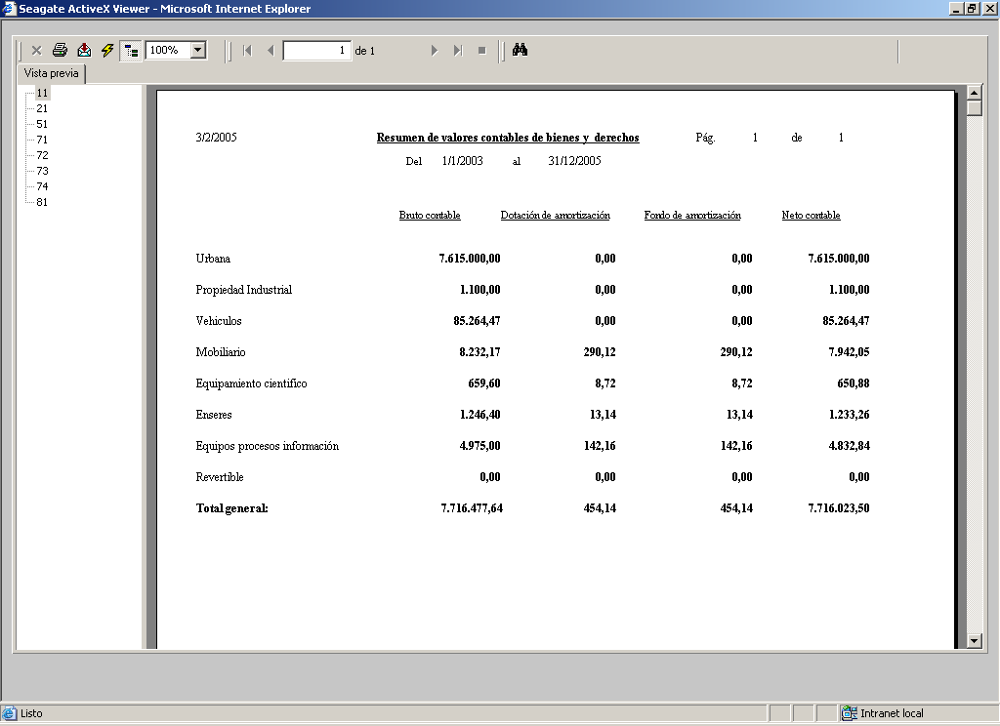 Seagate ActiveX Viewer - Microsoft Internet Explorer
100% 1 de 1
Vista previa
11
21
51
71
72
73
74
81
3/2/2005 Resumen de valores contables de bienes y derechos Pág. 1 de 1
Del 1/1/2003 al 31/12/2005
Bruto contable Dotación de amortización Fondo de amortización Neto contable
Urbana 7.615.000,00 0,00 0,00 7.615.000,00
Propiedad Industrial 1.100,00 0,00 0,00 1.100,00
Vehiculos 85.264,47 0,00 0,00 85.264,47
Mobiliario 8.232,17 290,12 290,12 7.942,05
Equipamiento cientifico 659,60 8,72 8,72 650,88
Enseres 1.246,40 13,14 13,14 1.233,26
Equipos procesos información 4.975,00 142,16 142,16 4.832,84
Revertible 0,00 0,00 0,00 0,00
Total general: 7.716.477,64 454,14 454,14 7.716.023,50
Listo Intranet local